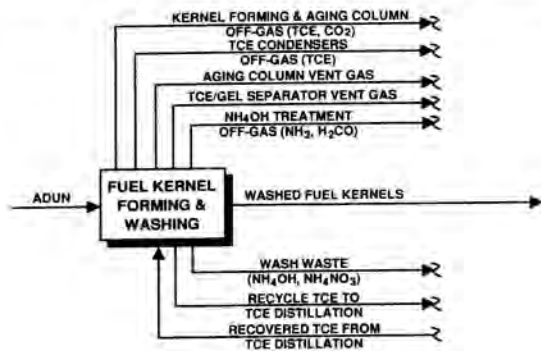 KERNEL FORMING & AGING COLUMN
OFF-GAS (TCE, CO₂)
TCE CONDENSERS
OFF-GAS (TCE)
AGING COLUMN VENT GAS
TCE/GEL SEPARATOR VENT GAS
NH₄OH TREATMENT
OFF-GAS (NH₃, H₂CO)
ADUN
FUEL KERNEL
FORMING &
WASHING
WASHED FUEL KERNELS
WASH WASTE
(NH₄OH, NH₄NO₃)
RECYCLE TCE TO
TCE DISTILLATION
RECOVERED TCE FROM
TCE DISTILLATION